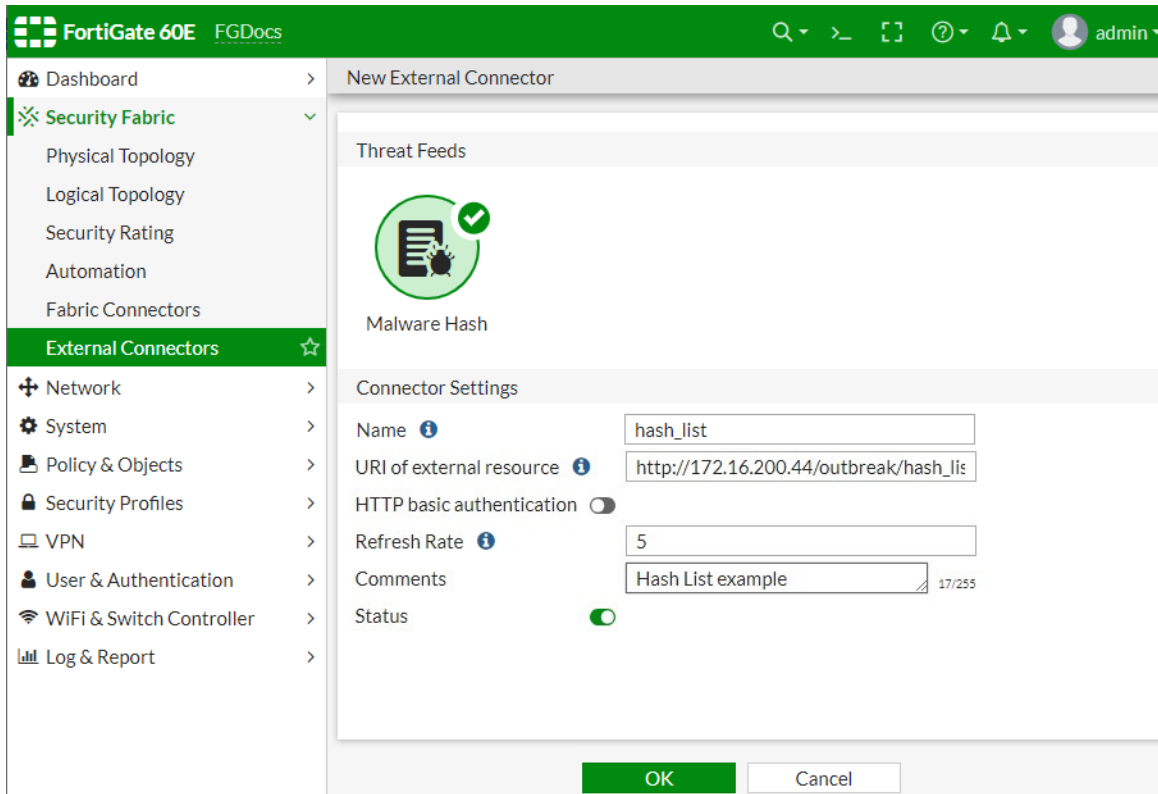 FortiGate 60E FGDocs >_ admin
Dashboard
Security Fabric
Physical Topology
Logical Topology
Security Rating
Automation
Fabric Connectors
External Connectors
Network
System
Policy & Objects
Security Profiles
VPN
User & Authentication
WiFi & Switch Controller
Log & Report
New External Connector
Threat Feeds
Malware Hash
Connector Settings
Name hash_list
URI of external resource http://172.16.200.44/outbreak/hash_lis
HTTP basic authentication
Refresh Rate 5
Comments Hash List example 17/255
Status
OK Cancel